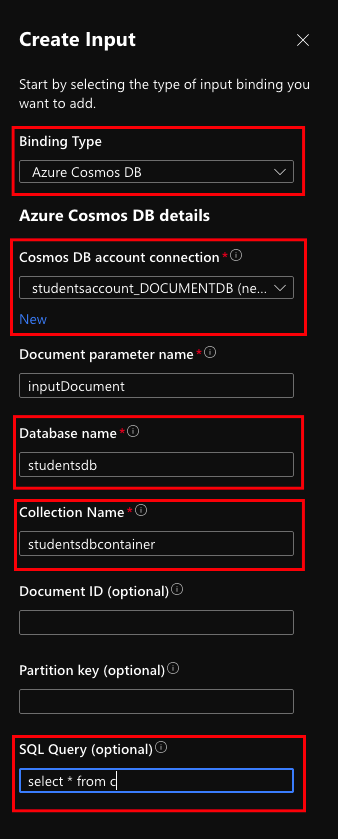 Create Input
Start by selecting the type of input binding you
want to add.
Binding Type
Azure Cosmos DB
Azure Cosmos DB details
Cosmos DB account connection *
studentsaccount_DOCUMENTDB (ne...
New
Document parameter name *
inputDocument
Database name *
studentsdb
Collection Name *
studentsdbcontainer
Document ID (optional)
Partition key (optional)
SQL Query (optional)
select * from c